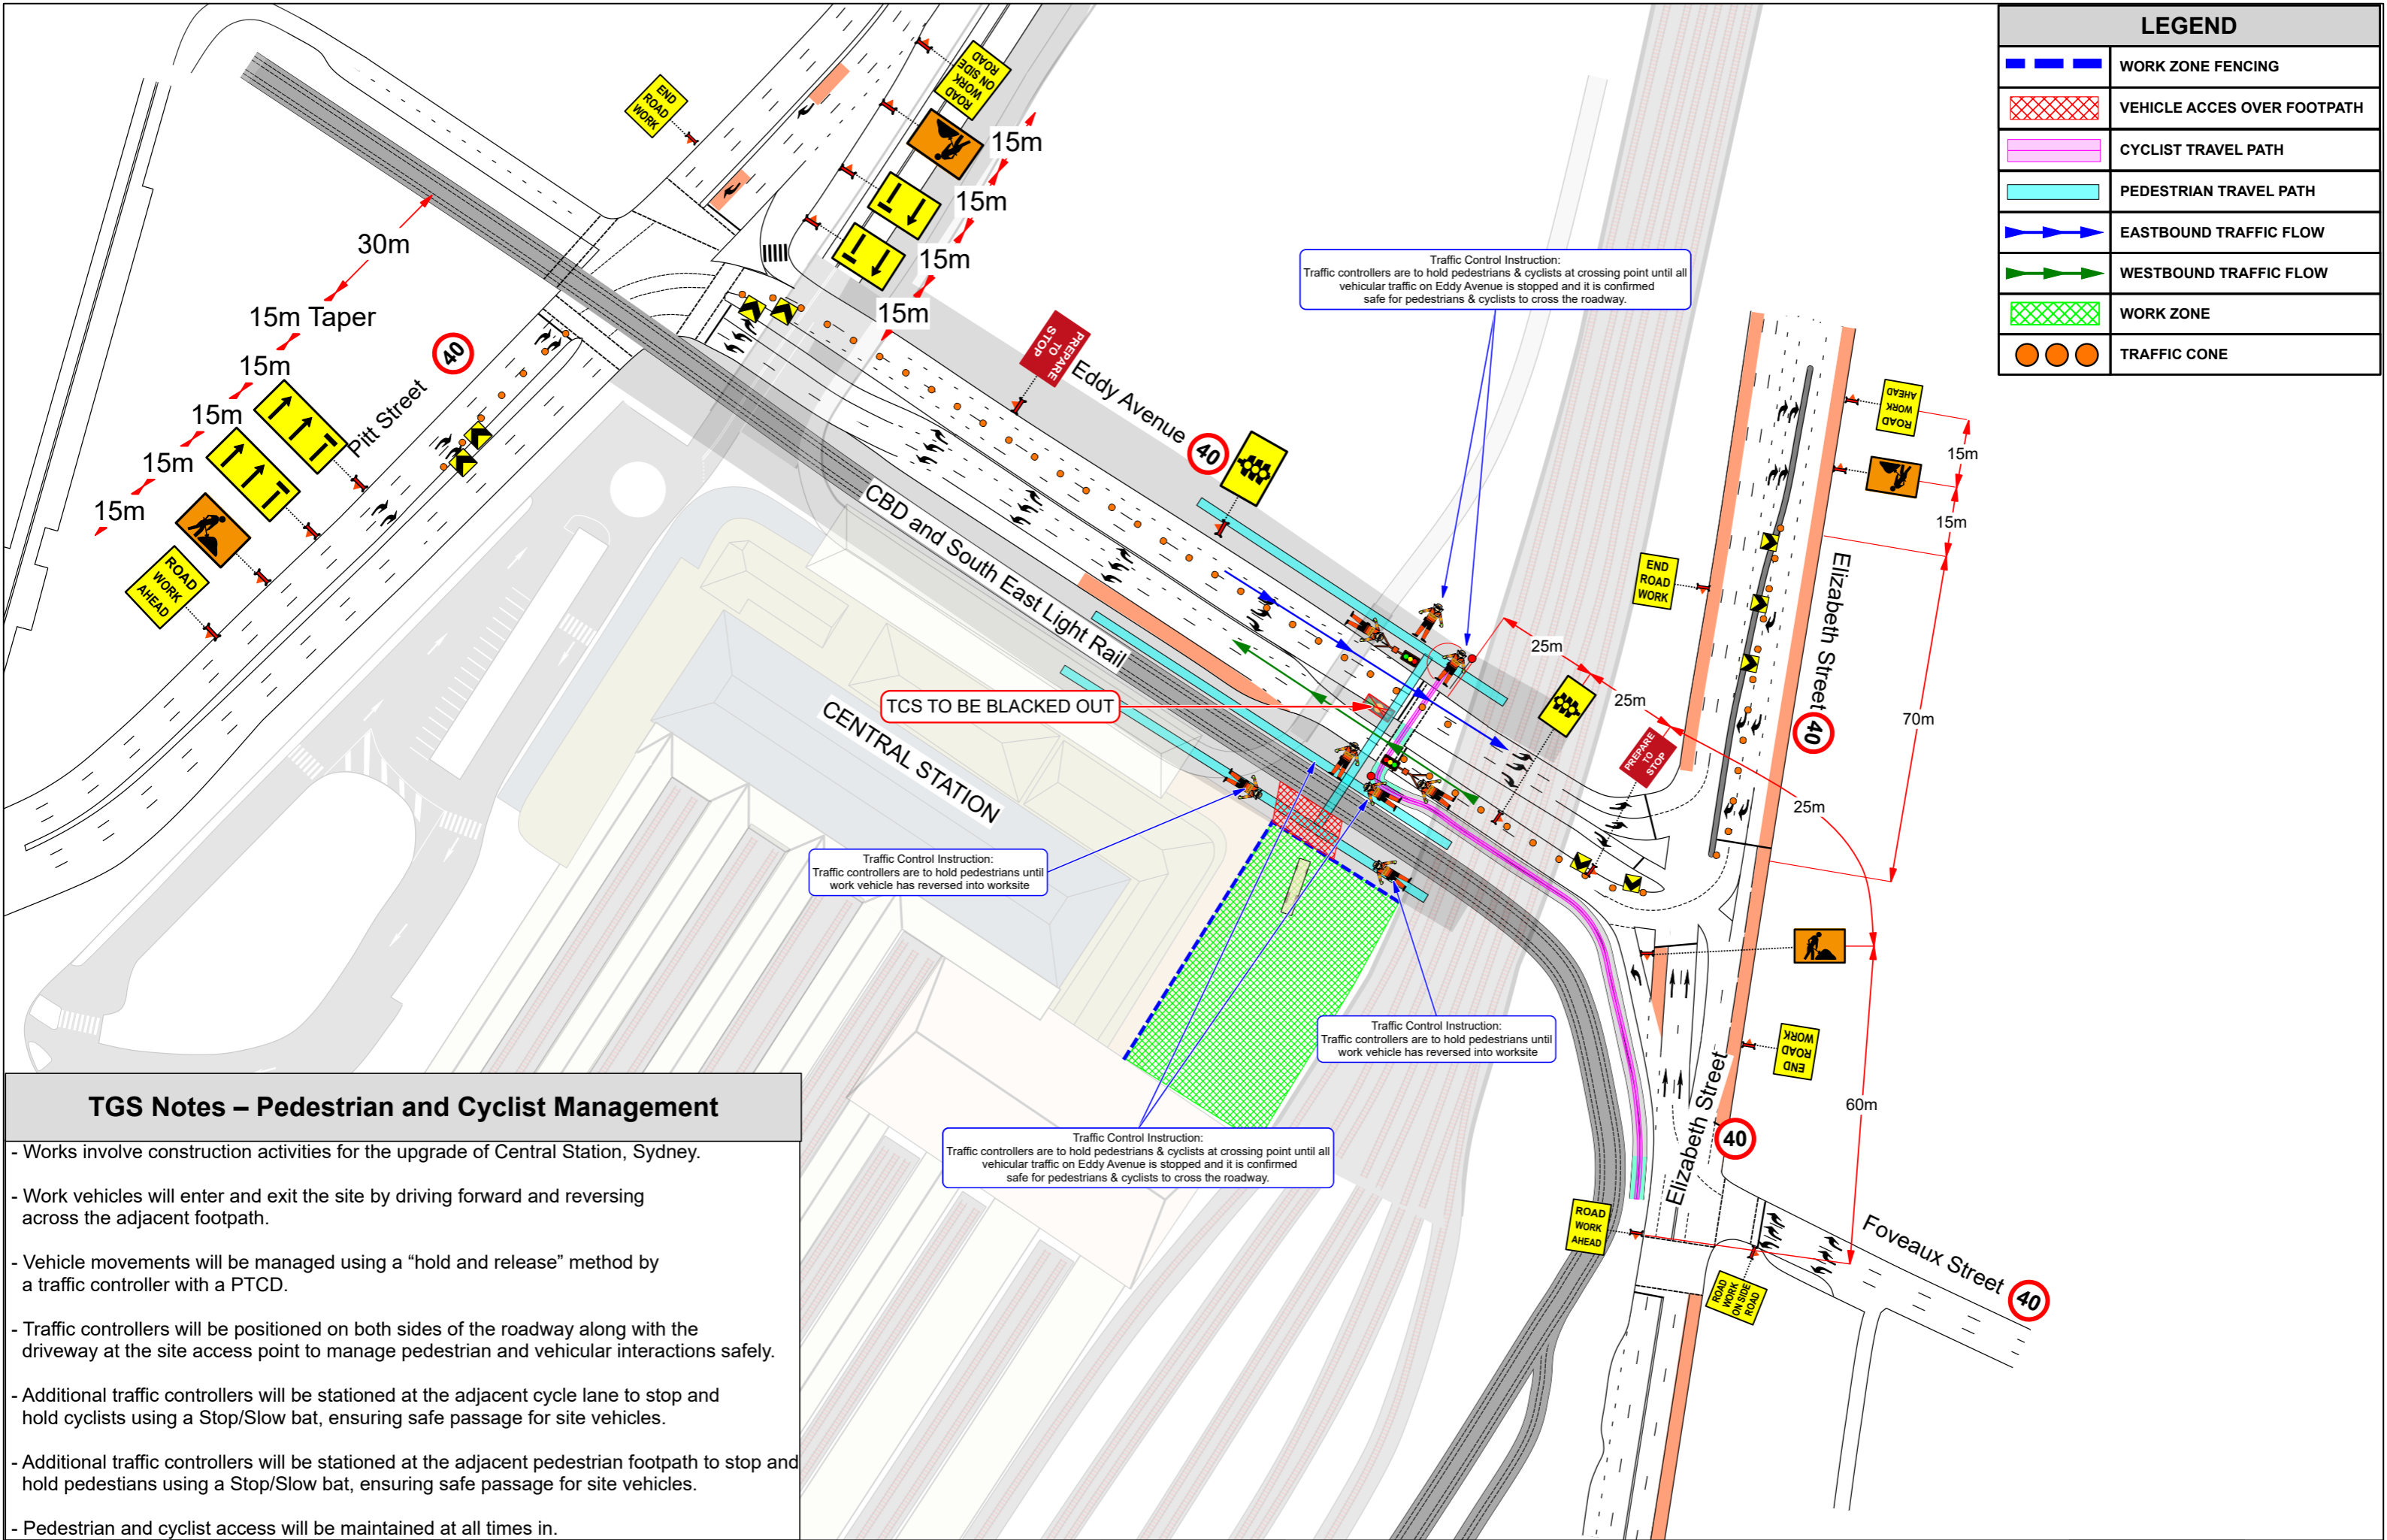 LEGEND
WORK ZONE FENCING
VEHICLE ACCES OVER FOOTPATH
CYCLIST TRAVEL PATH
PEDESTRIAN TRAVEL PATH
EASTBOUND TRAFFIC FLOW
WESTBOUND TRAFFIC FLOW
WORK ZONE
TRAFFIC CONE
END
ROAD
WORK
ROAD
WORK
ON SIDE
ROAD
15m
15m
15m
15m
30m
15m Taper
15m
15m
15m
15m
Pitt Street
40
ROAD
WORK
AHEAD
PREPARE
TO
STOP
Eddy Avenue
40
CBD and South East Light Rail
CENTRAL STATION
TCS TO BE BLACKED OUT
Traffic Control Instruction:
Traffic controllers are to hold pedestrians & cyclists at crossing point until all
vehicular traffic on Eddy Avenue is stopped and it is confirmed
safe for pedestrians & cyclists to cross the roadway.
25m
25m
PREPARE
TO
STOP
25m
END
ROAD
WORK
ROAD
WORK
AHEAD
15m
15m
70m
Elizabeth Street
40
Traffic Control Instruction:
Traffic controllers are to hold pedestrians until
work vehicle has reversed into worksite
Traffic Control Instruction:
Traffic controllers are to hold pedestrians until
work vehicle has reversed into worksite
Traffic Control Instruction:
Traffic controllers are to hold pedestrians & cyclists at crossing point until all
vehicular traffic on Eddy Avenue is stopped and it is confirmed
safe for pedestrians & cyclists to cross the roadway.
END
ROAD
WORK
60m
Elizabeth Street
40
ROAD
WORK
AHEAD
ROAD
WORK
ON SIDE
ROAD
Foveaux Street
40
TGS Notes – Pedestrian and Cyclist Management
- Works involve construction activities for the upgrade of Central Station, Sydney.
- Work vehicles will enter and exit the site by driving forward and reversing
across the adjacent footpath.
- Vehicle movements will be managed using a “hold and release” method by
a traffic controller with a PTCD.
- Traffic controllers will be positioned on both sides of the roadway along with the
driveway at the site access point to manage pedestrian and vehicular interactions safely.
- Additional traffic controllers will be stationed at the adjacent cycle lane to stop and
hold cyclists using a Stop/Slow bat, ensuring safe passage for site vehicles.
- Additional traffic controllers will be stationed at the adjacent pedestrian footpath to stop and
hold pedestians using a Stop/Slow bat, ensuring safe passage for site vehicles.
- Pedestrian and cyclist access will be maintained at all times in.